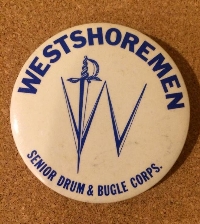 WESTSHOREMEN
W
SENIOR DRUM & BUGLE CORPS.